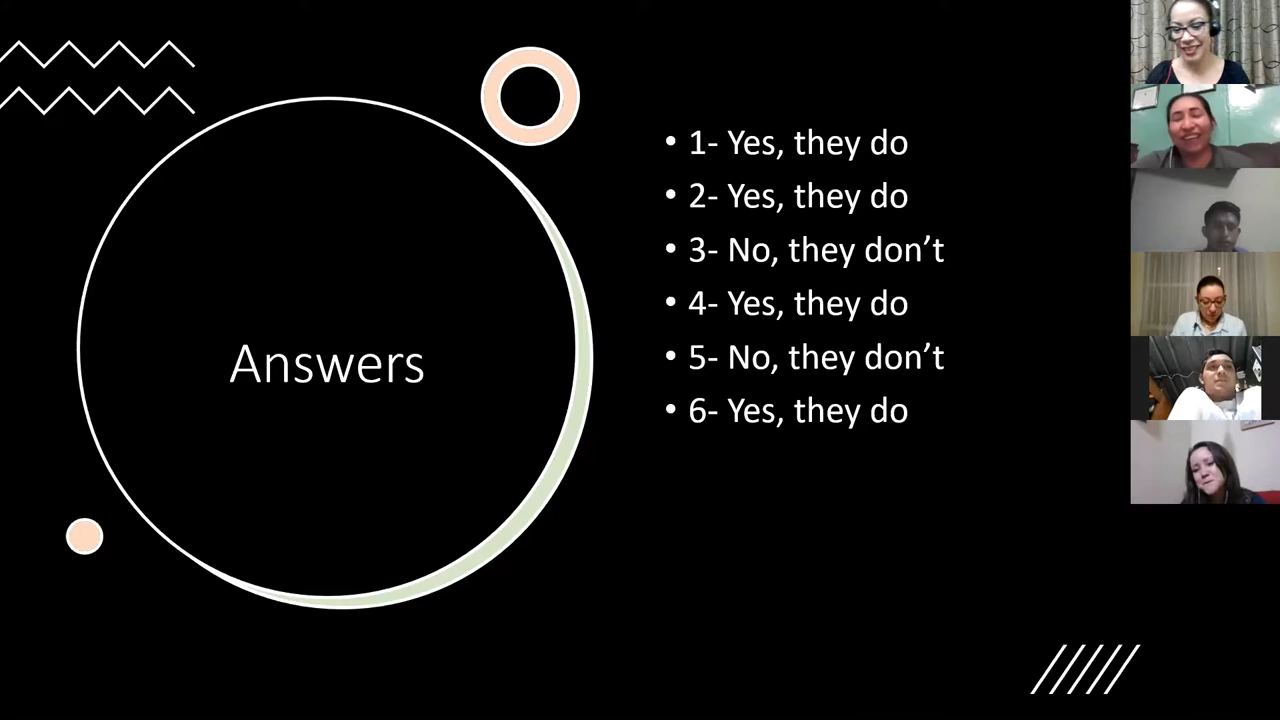 Answers
• 1- Yes, they do
• 2- Yes, they do
• 3- No, they don’t
• 4- Yes, they do
• 5- No, they don’t
• 6- Yes, they do